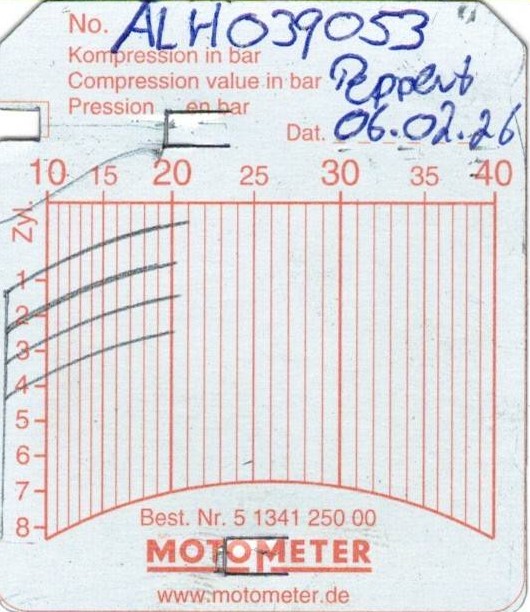 No. ALH039053
Kompression in bar
Compression value in bar Peppert
Pression en bar
Dat. 06.02.26
10 15 20 25 30 35 40
Zyl.
1
2
3
4
5
6
7
8
Best. Nr. 5 1341 250 00
MOTOMETER
www.motometer.de